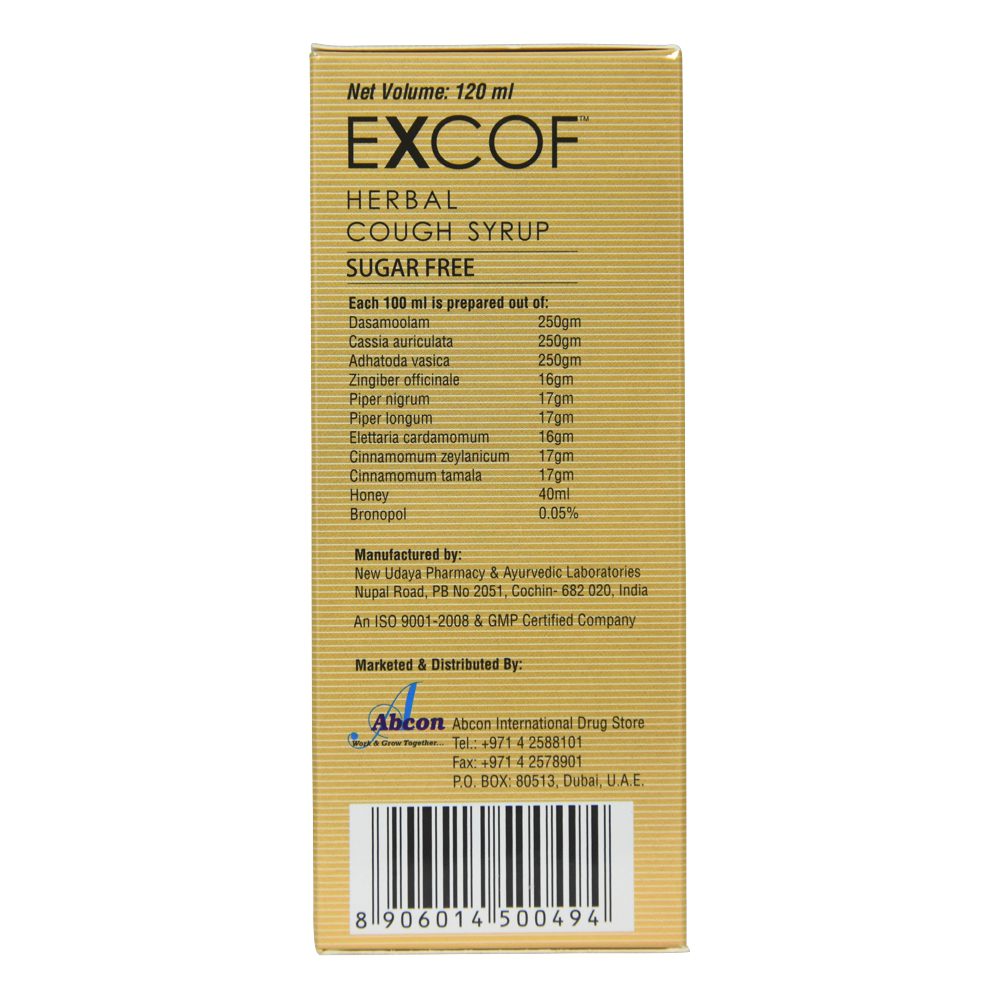 Net Volume: 120 ml
EXCOF™
HERBAL
COUGH SYRUP
SUGAR FREE
Each 100 ml is prepared out of:
Dasamoolam 250gm
Cassia auriculata 250gm
Adhatoda vasica 250gm
Zingiber officinale 16gm
Piper nigrum 17gm
Piper longum 17gm
Elettaria cardamomum 16gm
Cinnamomum zeylanicum 17gm
Cinnamomum tamala 17gm
Honey 40ml
Bronopol 0.05%
Manufactured by:
New Udaya Pharmacy & Ayurvedic Laboratories
Nupal Road, PB No 2051, Cochin- 682 020, India
An ISO 9001-2008 & GMP Certified Company
Marketed & Distributed By:
A
Abcon
Work & Grow Together...
Abcon International Drug Store
Tel.: +971 4 2588101
Fax: +971 4 2578901
P.O. BOX: 80513, Dubai, U.A.E.
8 906014 500494